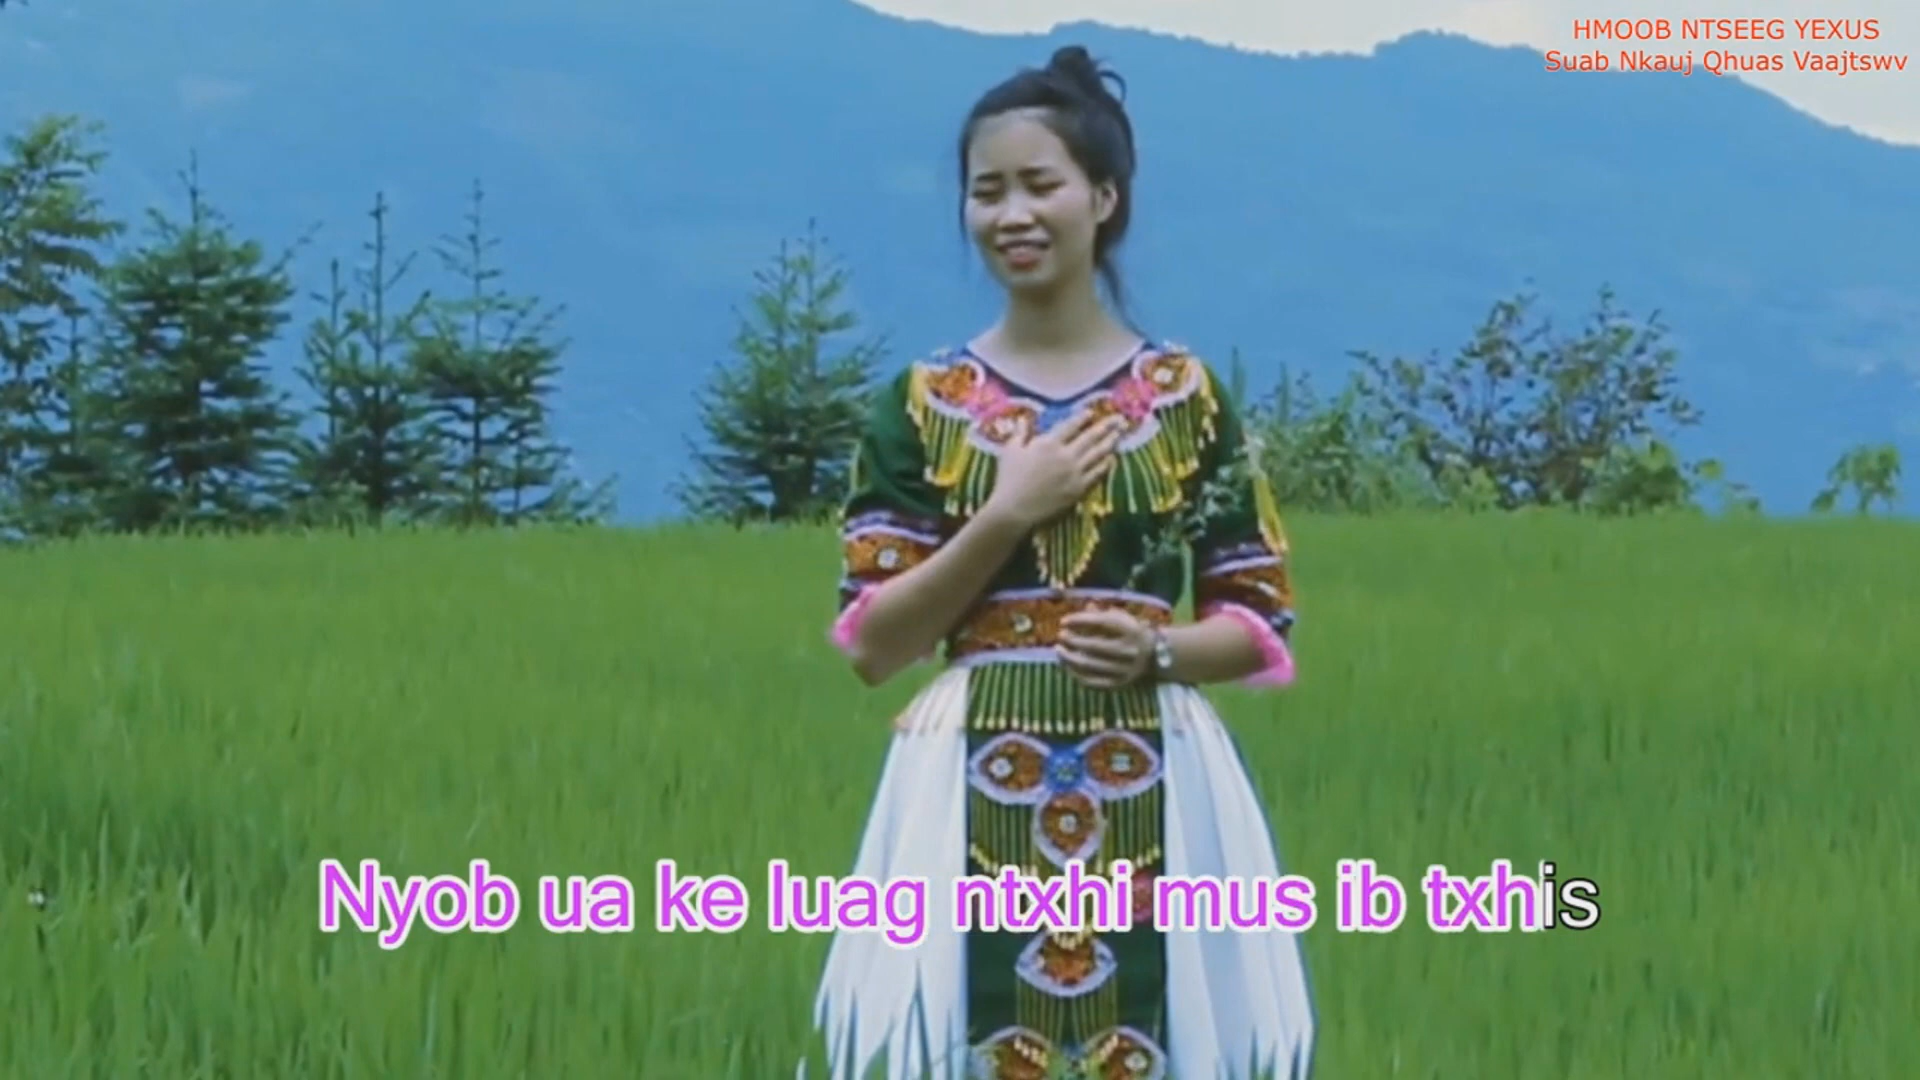 HMOOB NTSEEG YEXUS
Suab Nkauj Qhuas Vaajtswv
Nyob ua ke luag ntxhi mus ib txhis